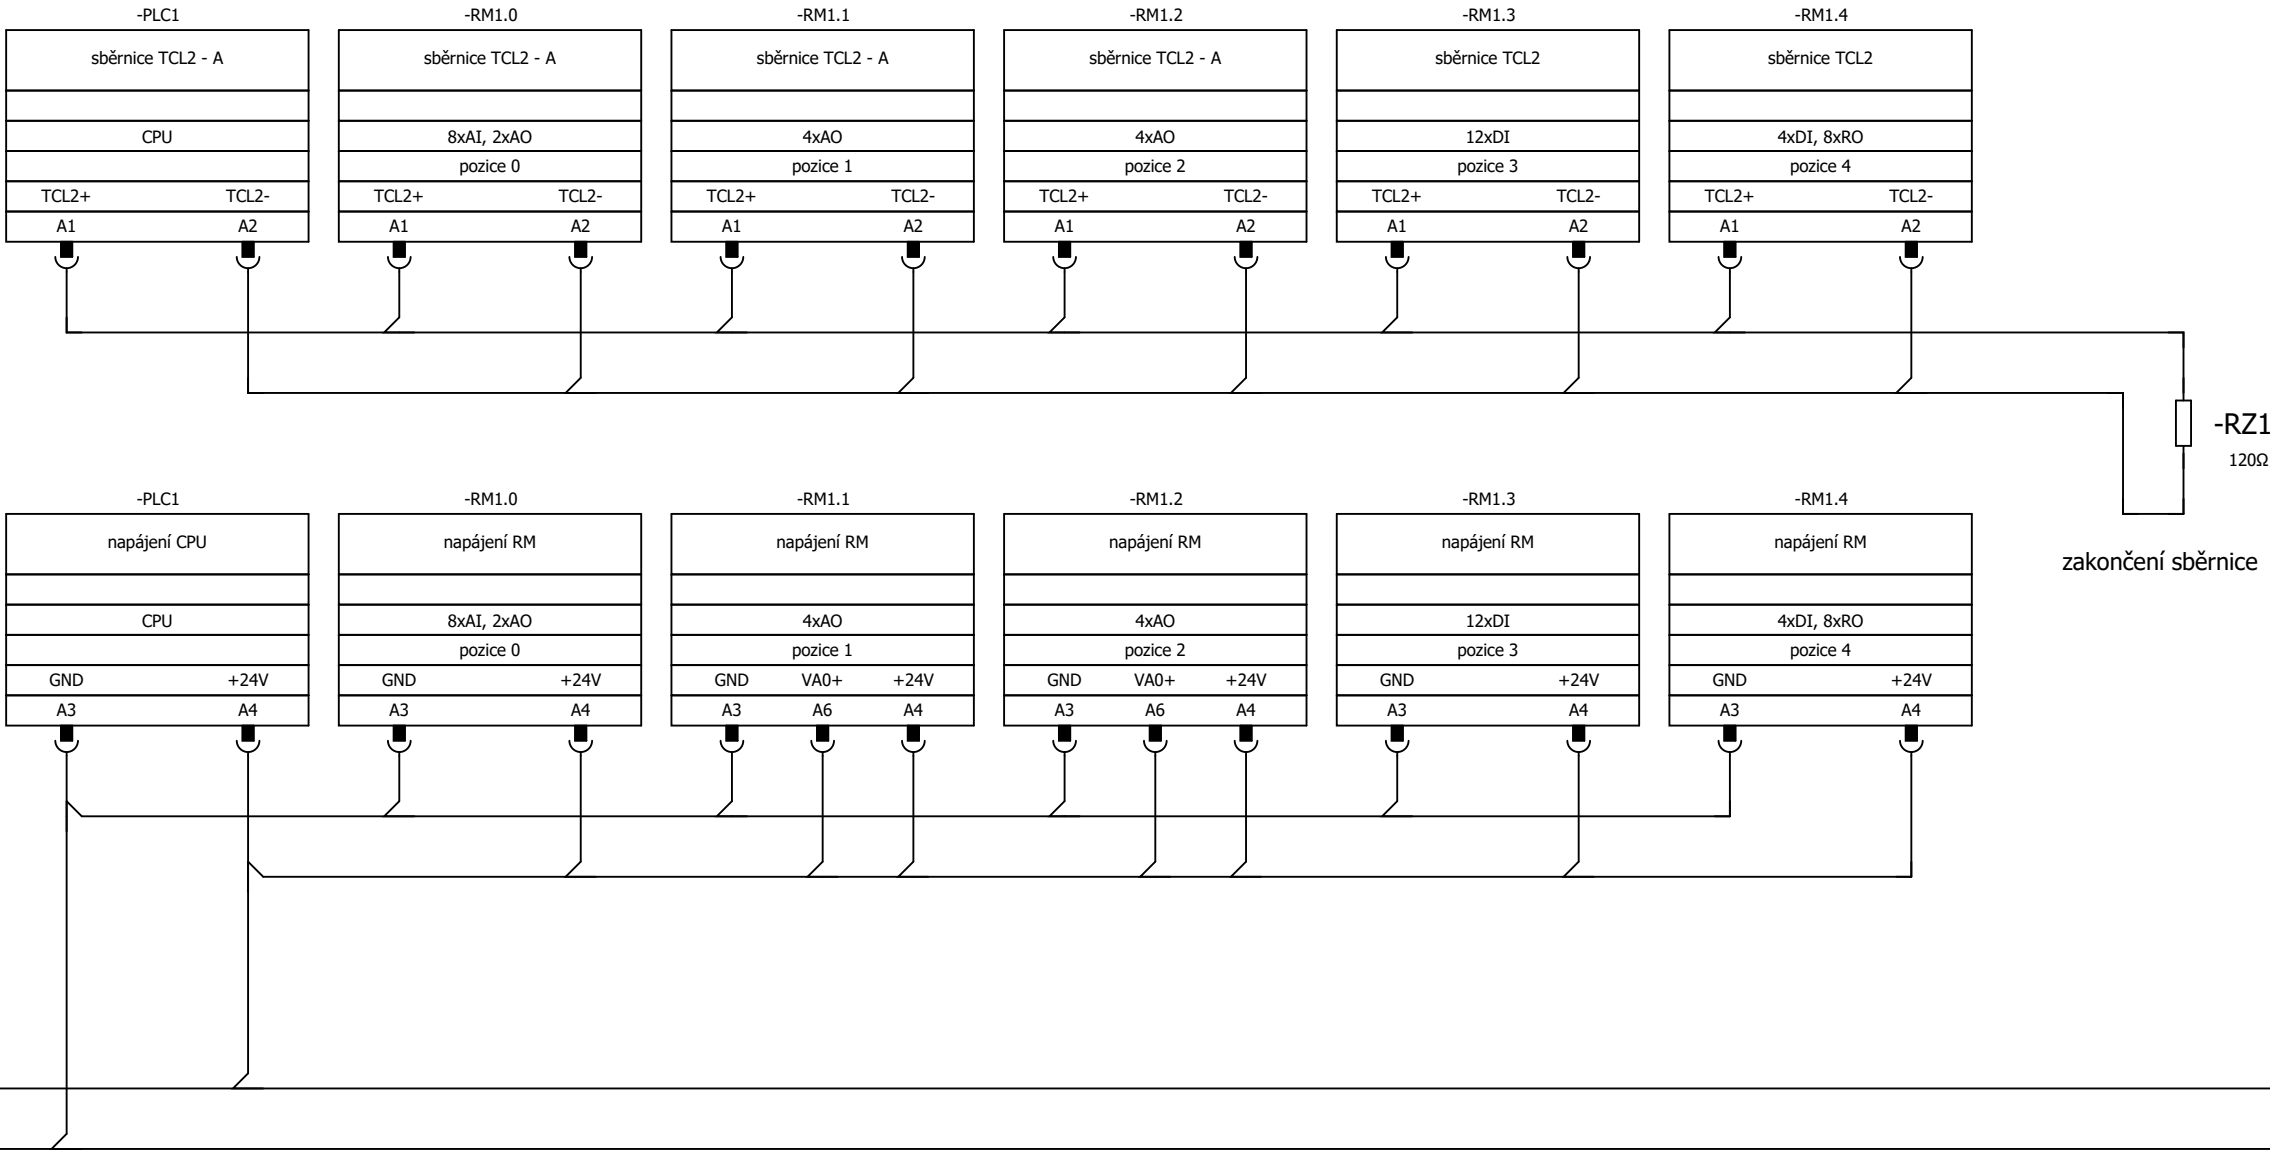 -PLC1 -RM1.0 -RM1.1 -RM1.2 -RM1.3 -RM1.4
sběrnice TCL2 - A sběrnice TCL2 - A sběrnice TCL2 - A sběrnice TCL2 - A sběrnice TCL2 sběrnice TCL2
CPU 8xAI, 2xAO 4xAO 4xAO 12xDI 4xDI, 8xRO
pozice 0 pozice 1 pozice 2 pozice 3 pozice 4
TCL2+ TCL2- TCL2+ TCL2- TCL2+ TCL2- TCL2+ TCL2- TCL2+ TCL2- TCL2+ TCL2-
A1 A2 A1 A2 A1 A2 A1 A2 A1 A2 A1 A2
-RZ1
120Ω
-PLC1 -RM1.0 -RM1.1 -RM1.2 -RM1.3 -RM1.4
napájení CPU napájení RM napájení RM napájení RM napájení RM napájení RM
zakončení sběrnice
CPU 8xAI, 2xAO 4xAO 4xAO 12xDI 4xDI, 8xRO
pozice 0 pozice 1 pozice 2 pozice 3 pozice 4
GND +24V GND +24V GND VA0+ +24V GND VA0+ +24V GND +24V GND +24V
A3 A4 A3 A4 A3 A6 A4 A3 A6 A4 A3 A4 A3 A4